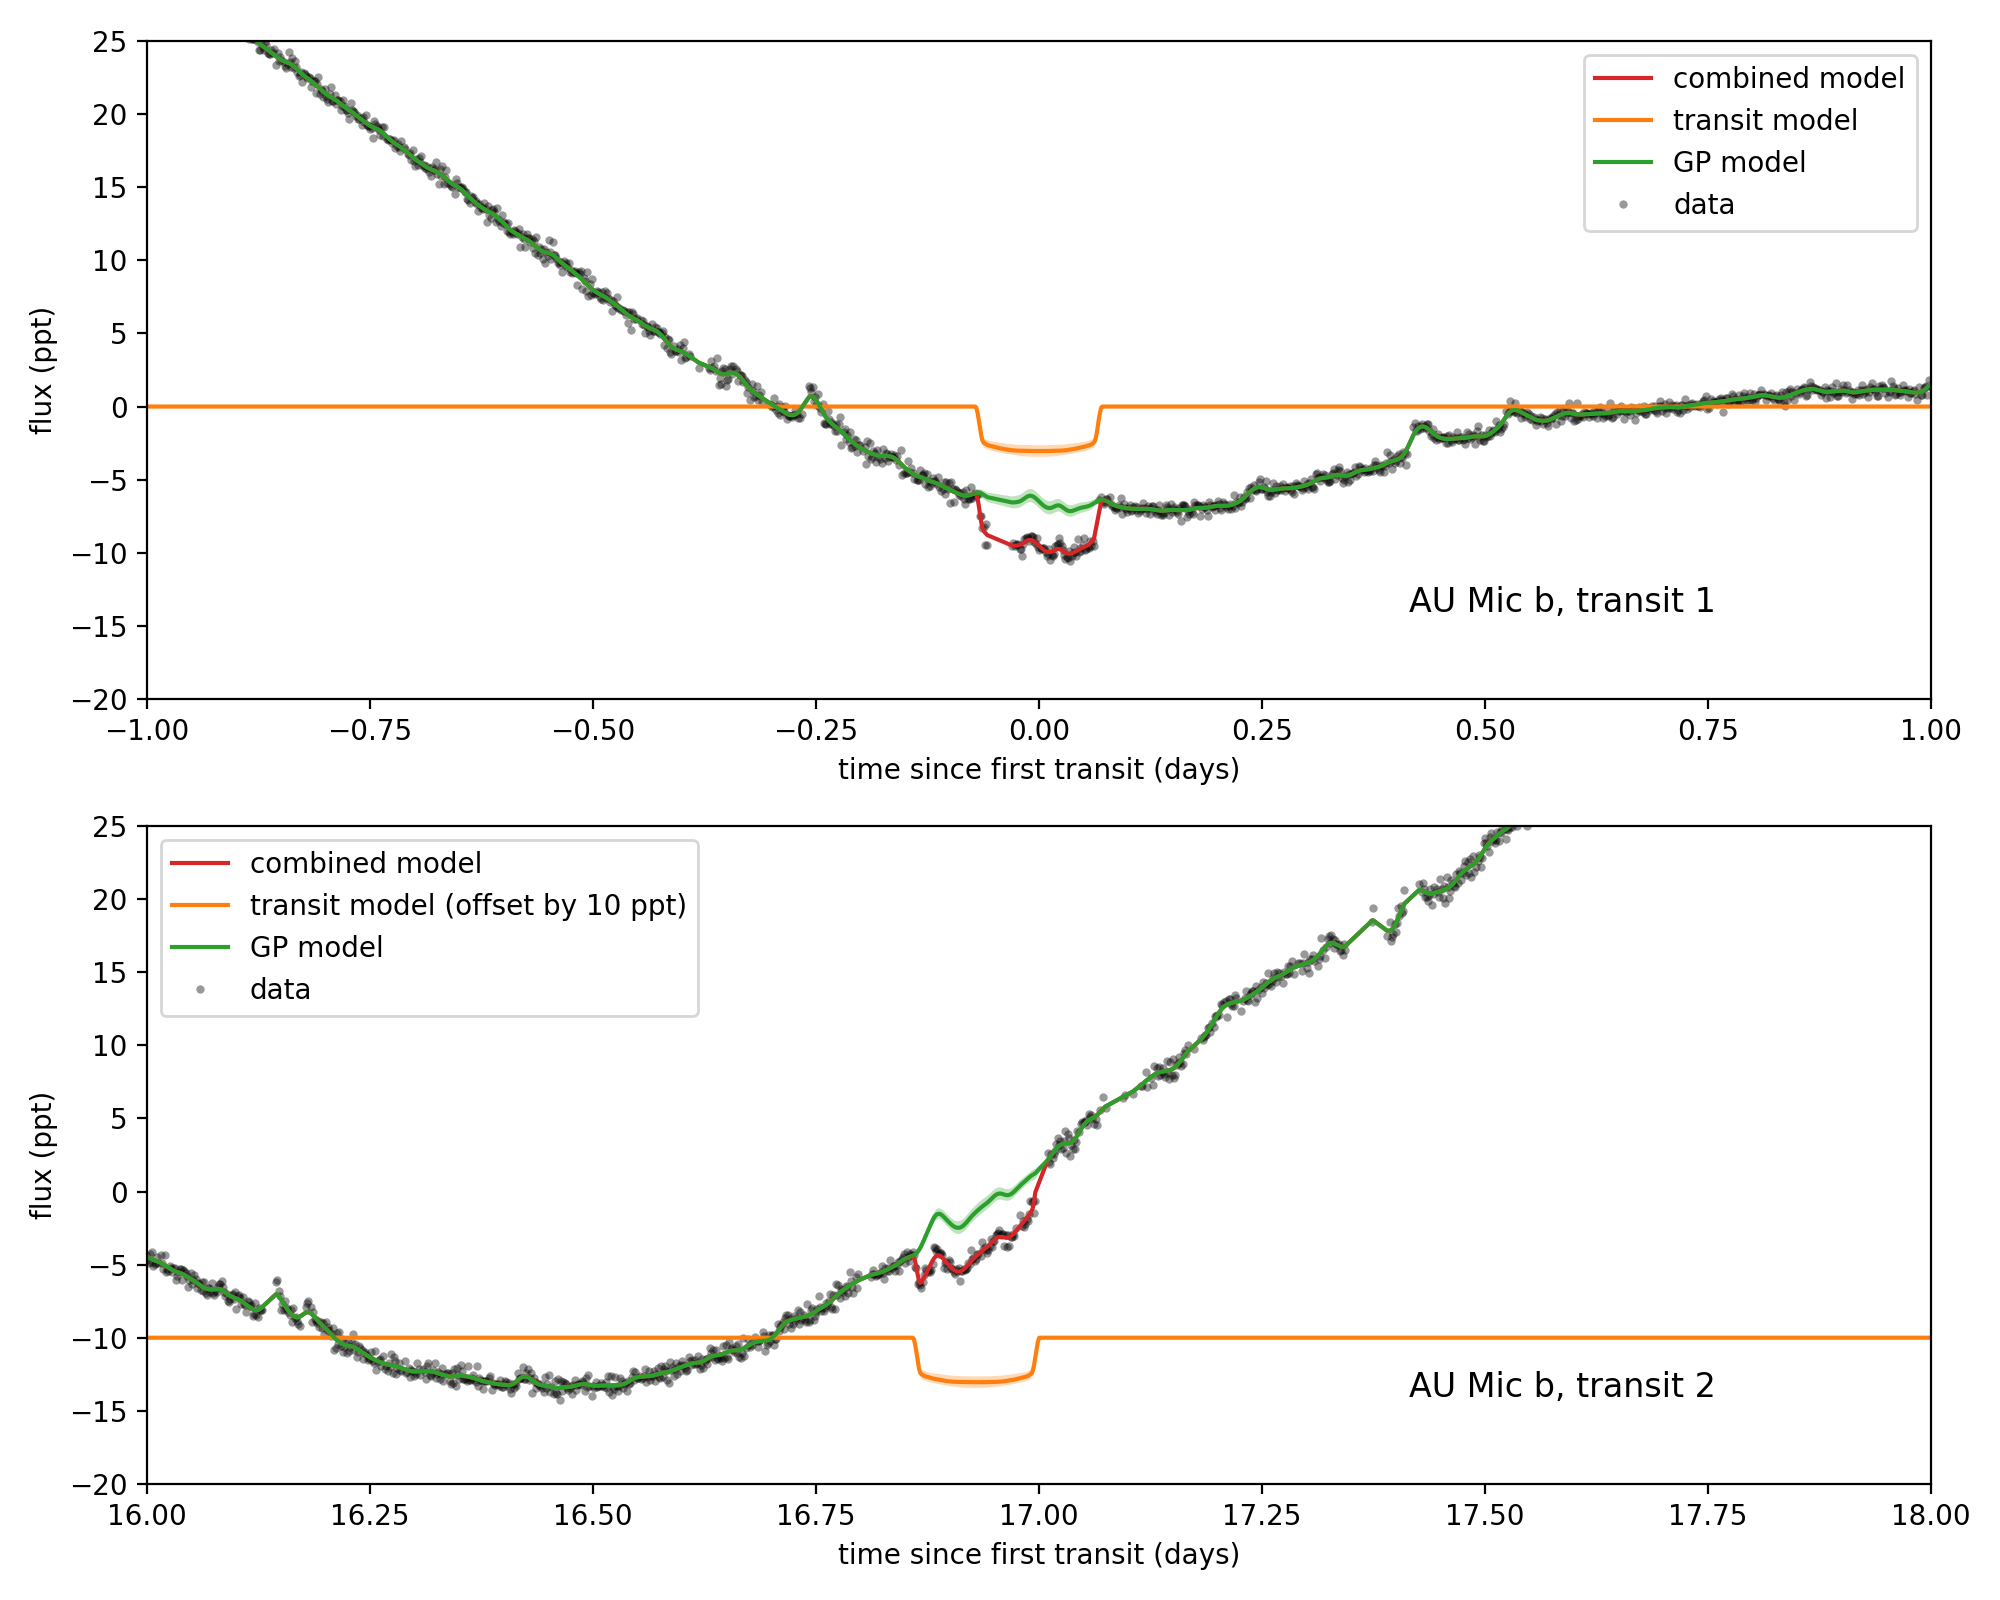 25
20
15
10
5
0
−5
−10
−15
−20
flux (ppt)
combined model
transit model
GP model
data
AU Mic b, transit 1
−1.00 −0.75 −0.50 −0.25 0.00 0.25 0.50 0.75 1.00
time since first transit (days)
25
20
15
10
5
0
−5
−10
−15
−20
flux (ppt)
combined model
transit model (offset by 10 ppt)
GP model
data
AU Mic b, transit 2
16.00 16.25 16.50 16.75 17.00 17.25 17.50 17.75 18.00
time since first transit (days)